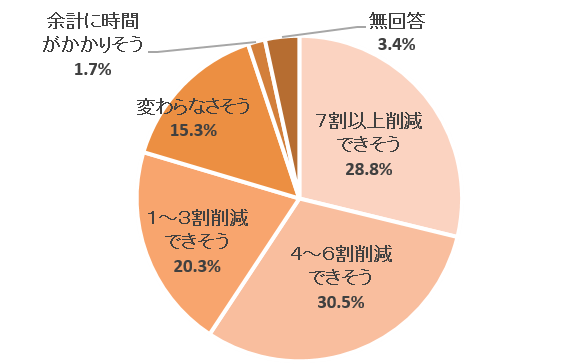 余計に時間
がかかりそう
1.7%
無回答
3.4%
変わらなさそう
15.3%
７割以上削減
できそう
28.8%
１～３割削減
できそう
20.3%
４～６割削減
できそう
30.5%